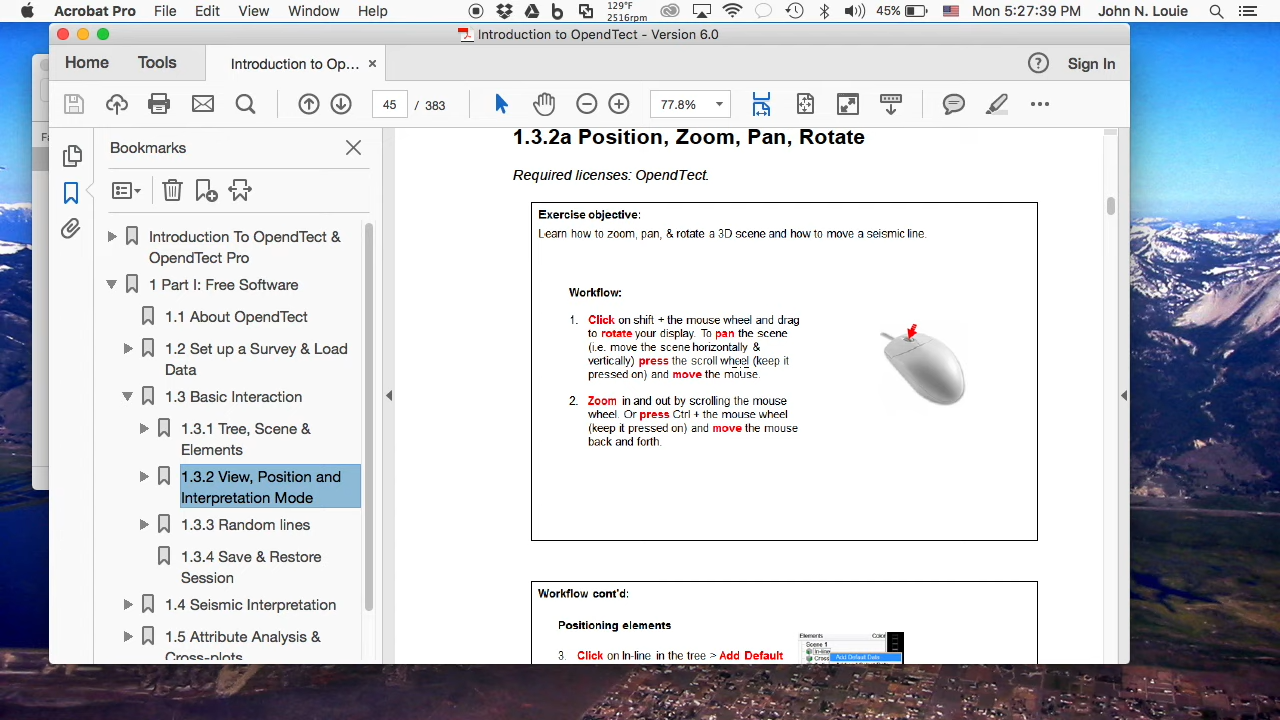 Acrobat Pro File Edit View Window Help 129°F 2516rpm 45% Mon 5:27:39 PM John N. Louie
Introduction to OpendTect - Version 6.0
Home Tools Introduction to Op... × Sign In
45 / 383 77.8%
Bookmarks
Introduction To OpendTect &
OpendTect Pro
1 Part I: Free Software
1.1 About OpendTect
1.2 Set up a Survey & Load
Data
1.3 Basic Interaction
1.3.1 Tree, Scene &
Elements
1.3.2 View, Position and
Interpretation Mode
1.3.3 Random lines
1.3.4 Save & Restore
Session
1.4 Seismic Interpretation
1.5 Attribute Analysis &
Cross-plots
1.3.2a Position, Zoom, Pan, Rotate
Required licenses: OpendTect.
Exercise objective:
Learn how to zoom, pan, & rotate a 3D scene and how to move a seismic line.
Workflow:
1. Click on shift + the mouse wheel and drag
to rotate your display. To pan the scene
(i.e. move the scene horizontally &
vertically) press the scroll wheel (keep it
pressed on) and move the mouse.
2. Zoom in and out by scrolling the mouse
wheel. Or press Ctrl + the mouse wheel
(keep it pressed on) and move the mouse
back and forth.
Workflow cont'd:
Positioning elements
3. Click on In-line in the tree > Add Default
Elements Color
Scene 1
In-line Add Default Data